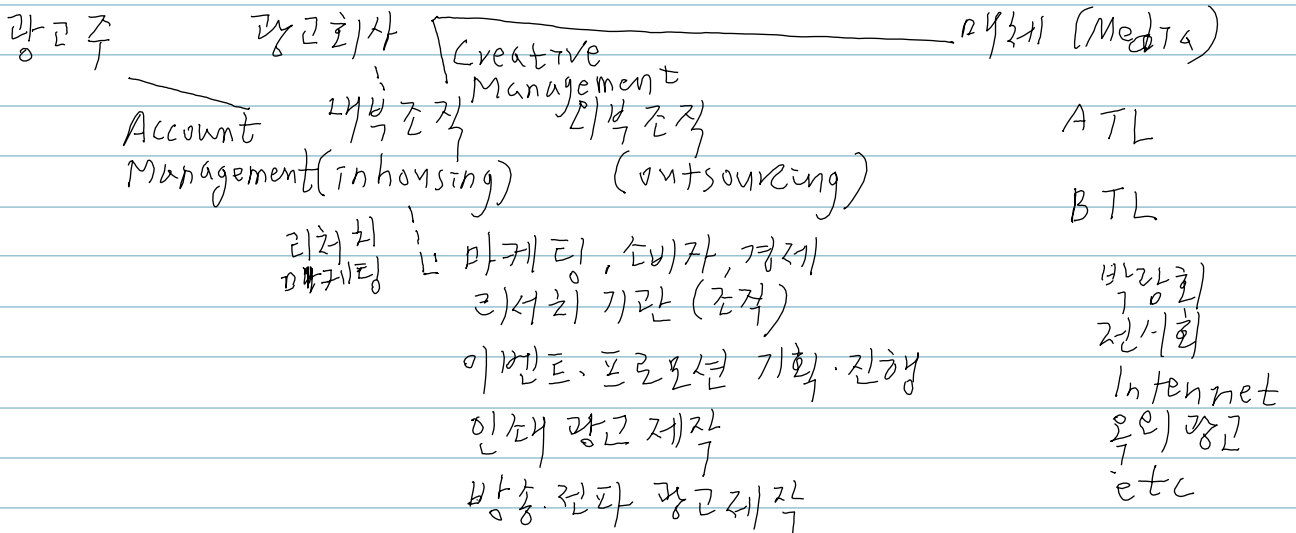 광고주 광고회사 매체 (Media)
Creative
Management
내부조직 외부조직
Account ATL
Management (inhousing) (outsourcing)
BTL
리처치
마케팅
마케팅, 소비자, 경제
리서치 기관 (조직)
박람회
전시회
이벤트、프로모션 기획·진행
Internet
인쇄 광고 제작
옥외 광고
방송·전파 광고제작
etc